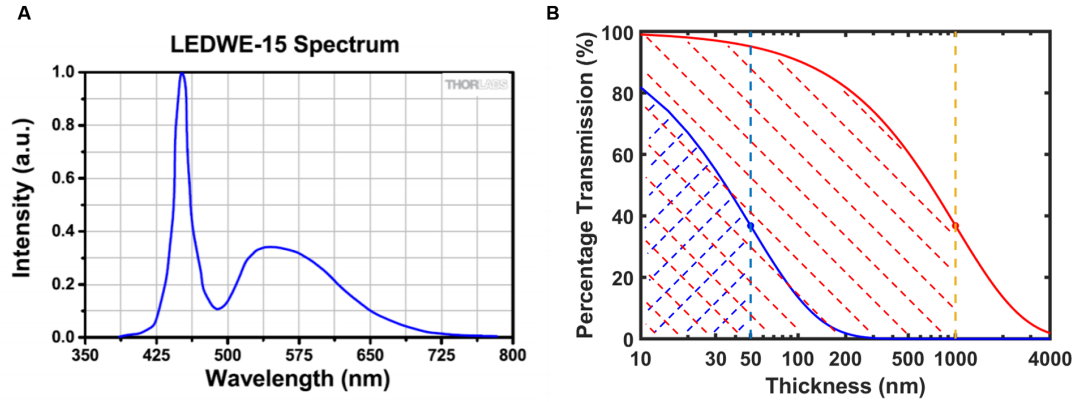 A
LEDWE-15 Spectrum
THORLABS
Intensity (a.u.)
1.0
0.8
0.6
0.4
0.2
0.0
350 425 500 575 650 725 800
Wavelength (nm)
B
Percentage Transmission (%)
100
80
60
40
20
0
10 30 50 100 200 500 1000 4000
Thickness (nm)